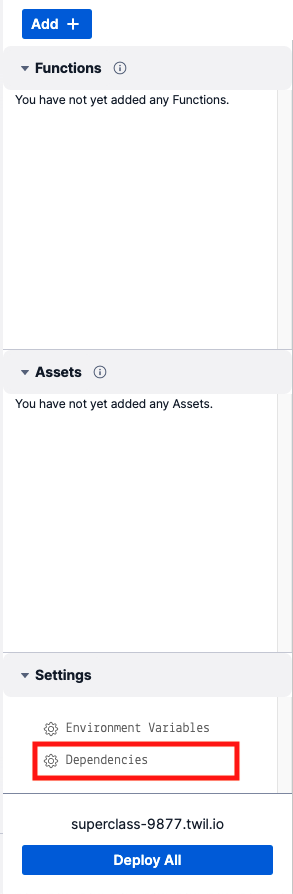 Add +
Functions
You have not yet added any Functions.
Assets
You have not yet added any Assets.
Settings
Environment Variables
Dependencies
superclass-9877.twil.io
Deploy All